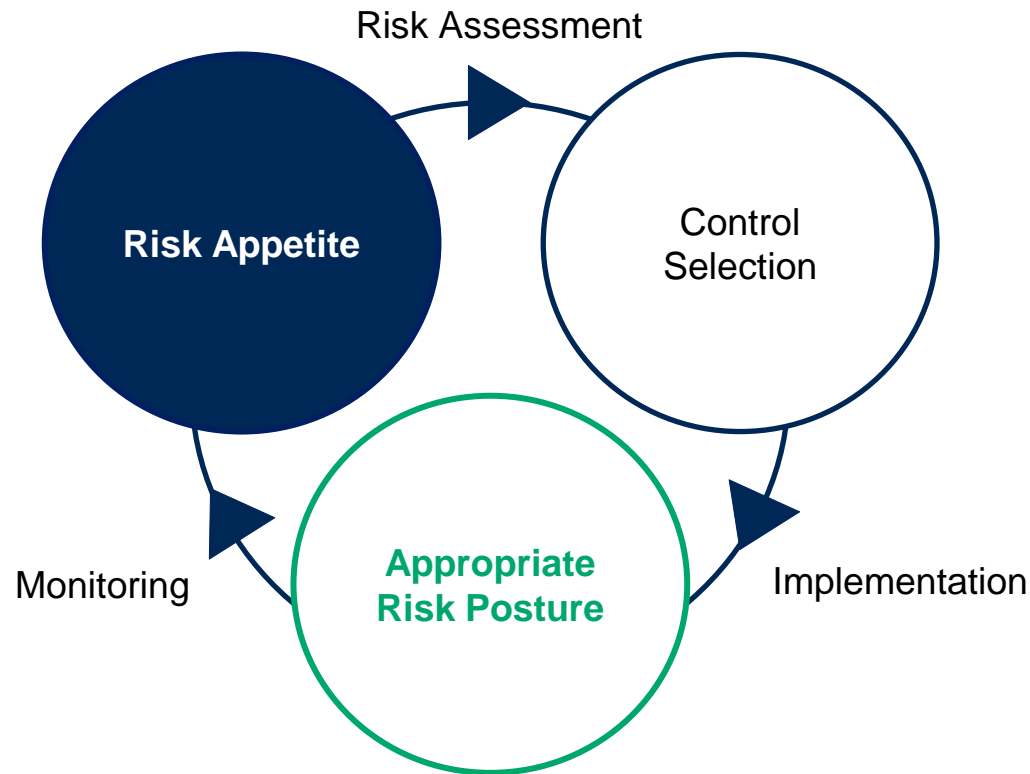 Risk Assessment
Risk Appetite
Control
Selection
Appropriate
Risk Posture
Monitoring
Implementation